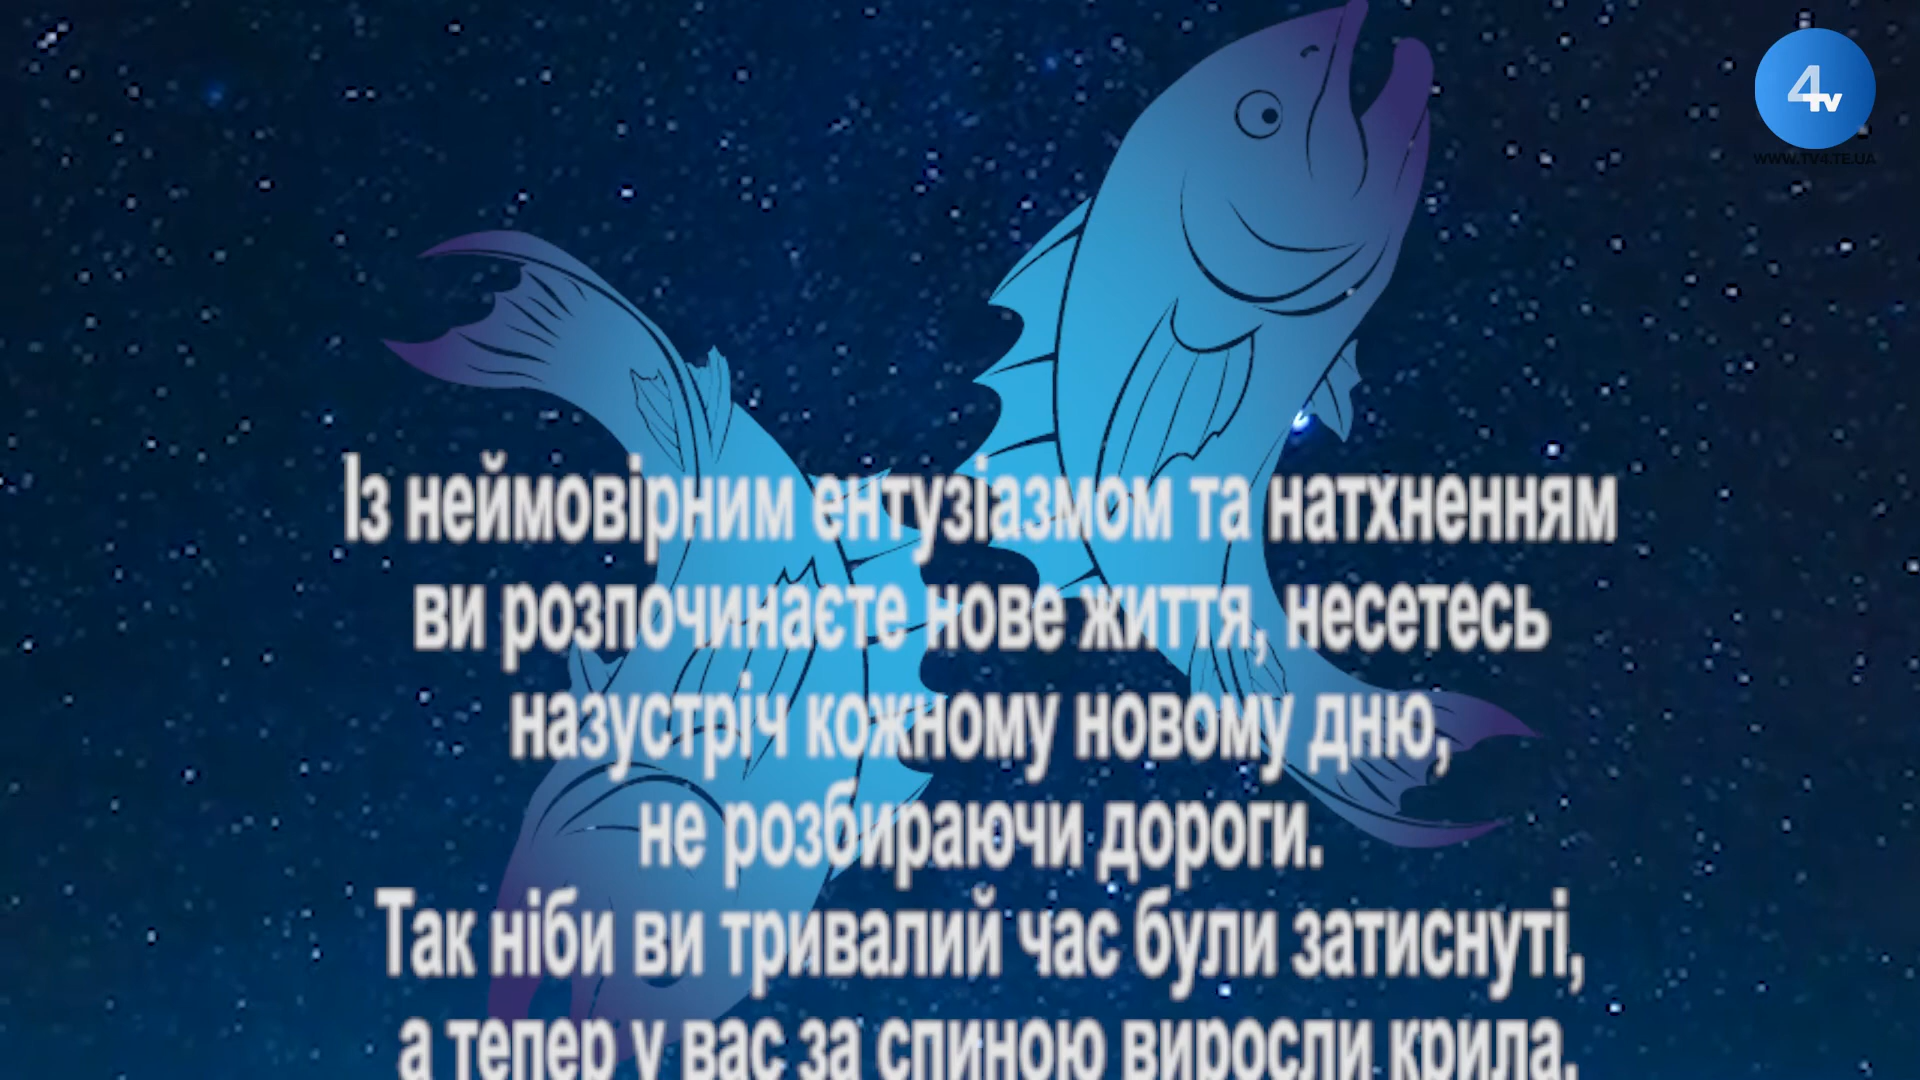 4tv
WWW.TV4.TE.UA
Із неймовірним ентузіазмом та натхненням
ви розпочинаєте нове життя, несетесь
назустріч кожному новому дню,
не розбираючи дороги.
Так ніби ви тривалий час були затиснуті,
а тепер у вас за спиною виросли крила.